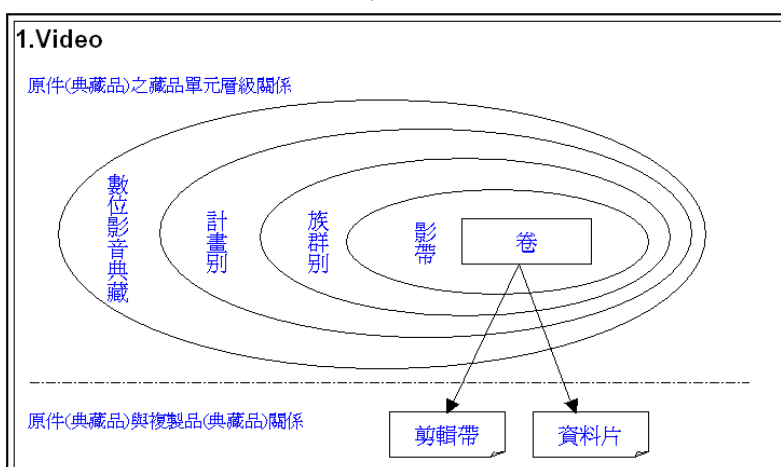 1.Video
原件(典藏品)之藏品單元層級關係
數位影音典藏
計畫別
族群別
影帶
卷
原件(典藏品)與複製品(典藏品)關係
剪輯帶
資料片